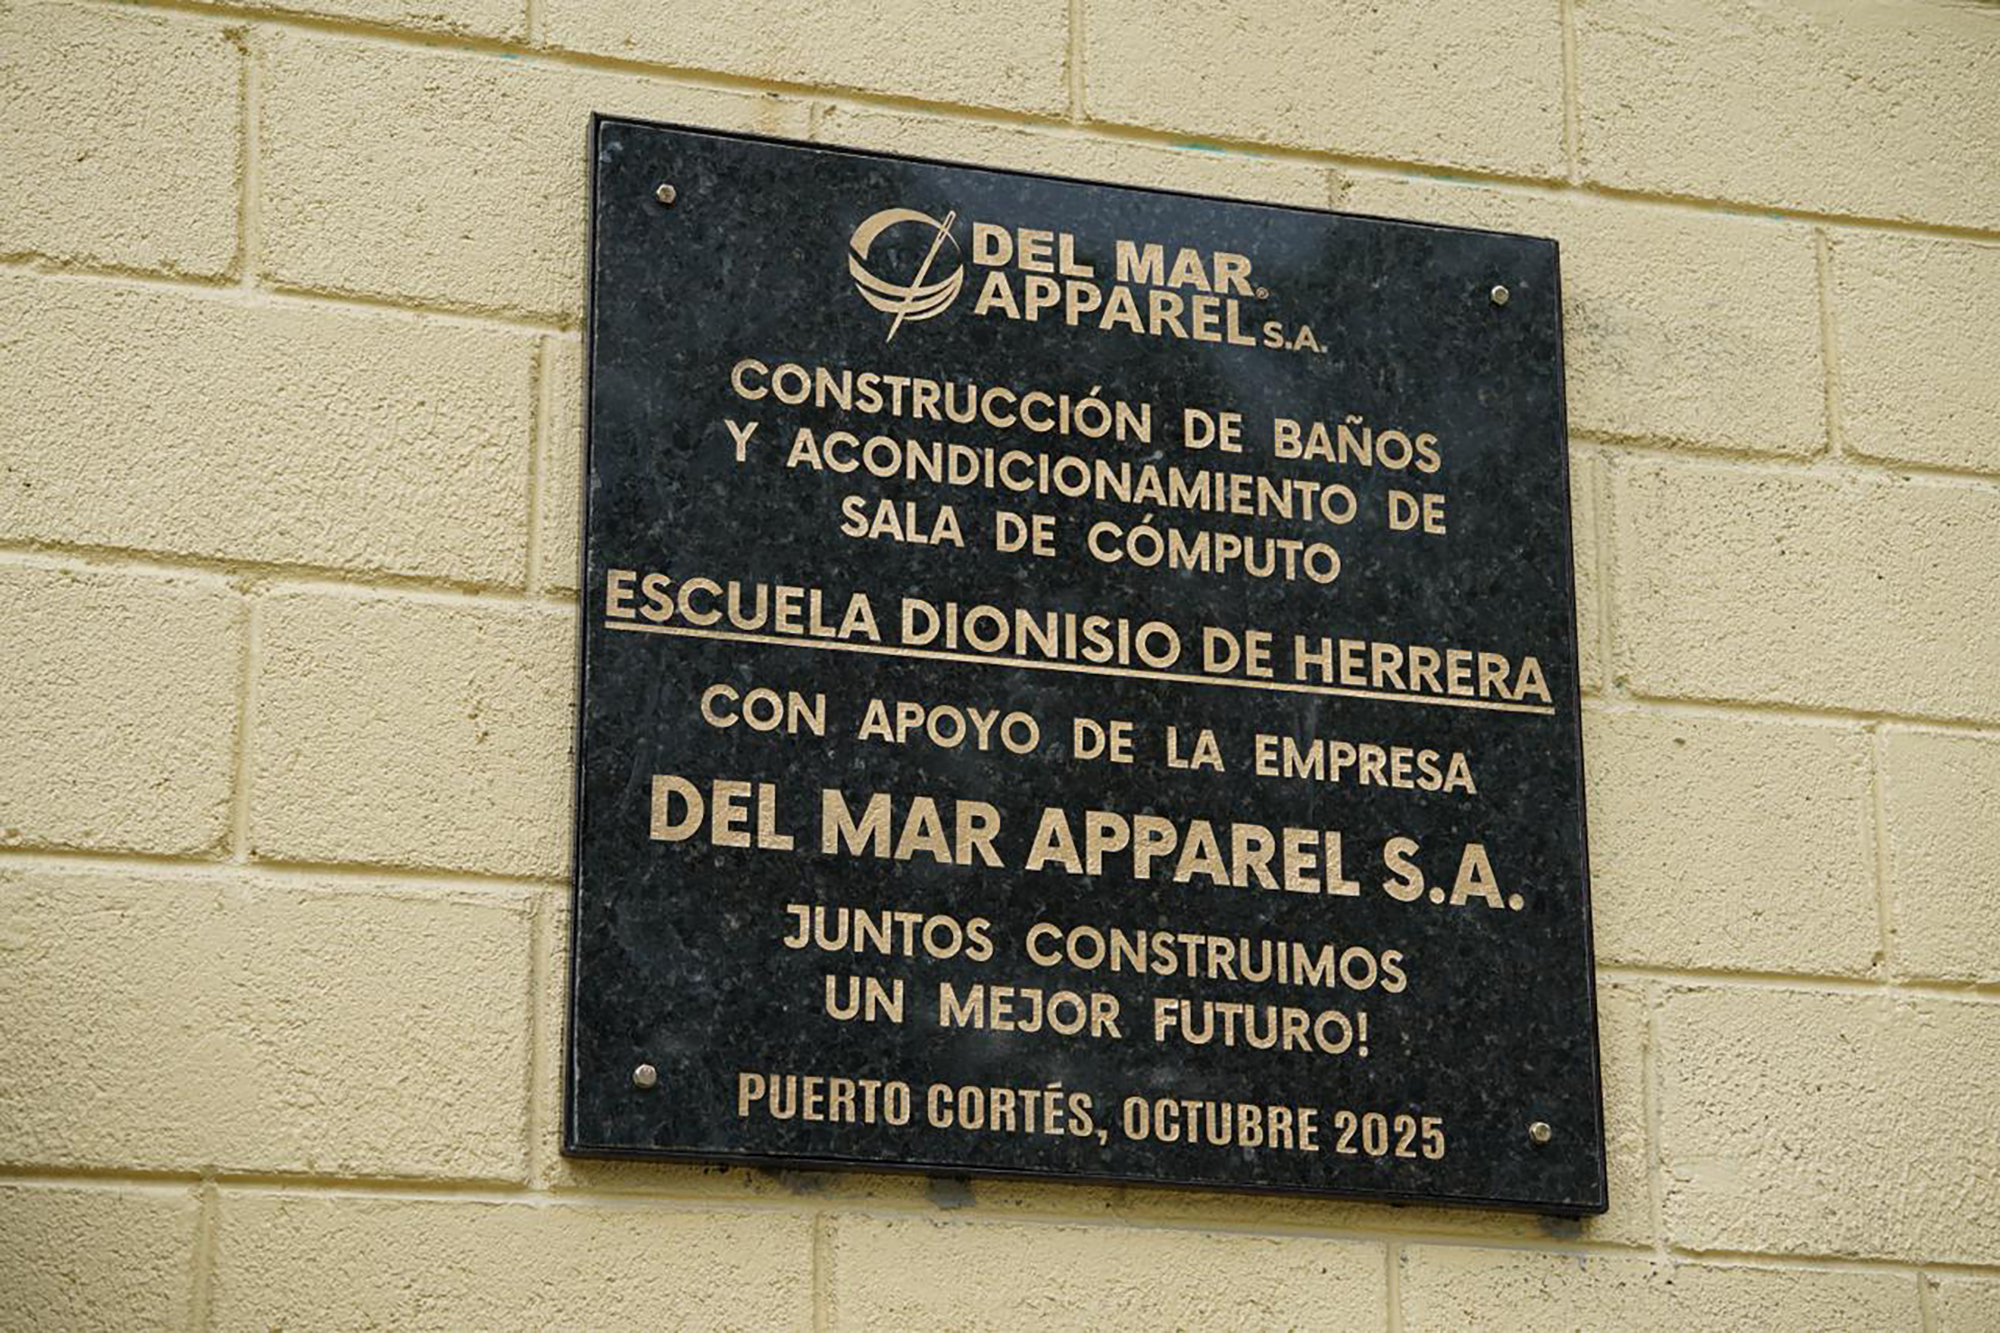 DEL MAR
APPAREL® S.A.
CONSTRUCCIÓN DE BAÑOS
Y ACONDICIONAMIENTO DE
SALA DE CÓMPUTO
ESCUELA DIONISIO DE HERRERA
CON APOYO DE LA EMPRESA
DEL MAR APPAREL S.A.
JUNTOS CONSTRUIMOS
UN MEJOR FUTURO!
PUERTO CORTÉS, OCTUBRE 2025